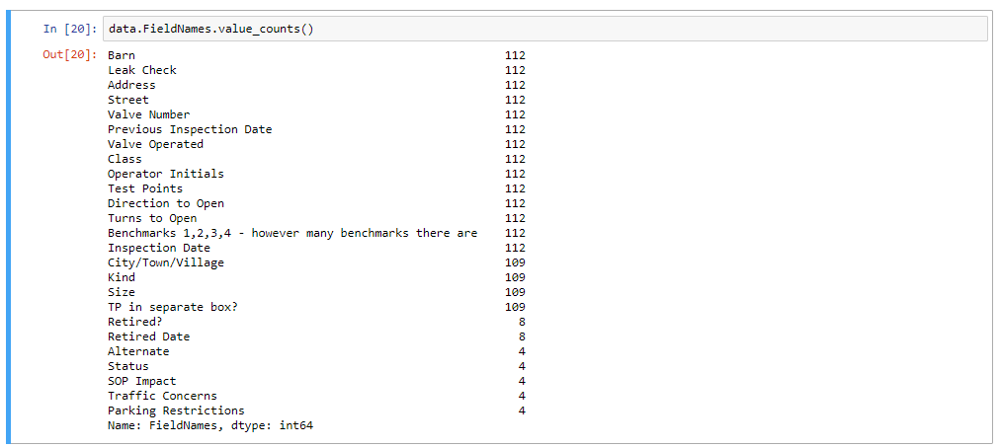 In [20]: data.FieldNames.value_counts()
Out[20]: Barn 112
Leak Check 112
Address 112
Street 112
Valve Number 112
Previous Inspection Date 112
Valve Operated 112
Class 112
Operator Initials 112
Test Points 112
Direction to Open 112
Turns to Open 112
Benchmarks 1,2,3,4 - however many benchmarks there are 112
Inspection Date 112
City/Town/Village 109
Kind 109
Size 109
TP in separate box? 109
Retired? 8
Retired Date 8
Alternate 4
Status 4
SOP Impact 4
Traffic Concerns 4
Parking Restrictions 4
Name: FieldNames, dtype: int64